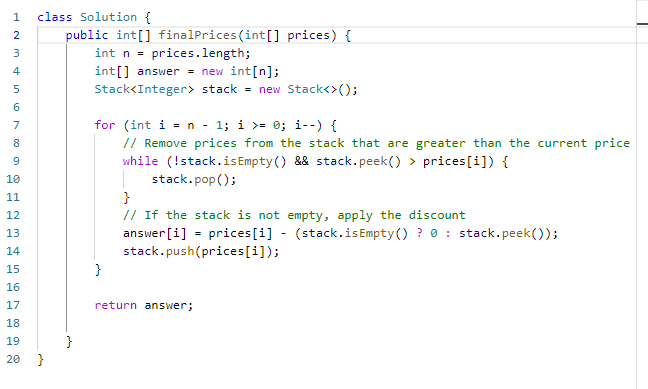 1 class Solution {
2     public int[] finalPrices(int[] prices) {
3         int n = prices.length;
4         int[] answer = new int[n];
5         Stack<Integer> stack = new Stack<>();
6
7         for (int i = n - 1; i >= 0; i--) {
8             // Remove prices from the stack that are greater than the current price
9             while (!stack.isEmpty() && stack.peek() > prices[i]) {
10                 stack.pop();
11             }
12             // If the stack is not empty, apply the discount
13             answer[i] = prices[i] - (stack.isEmpty() ? 0 : stack.peek());
14             stack.push(prices[i]);
15         }
16
17         return answer;
18
19     }
20 }